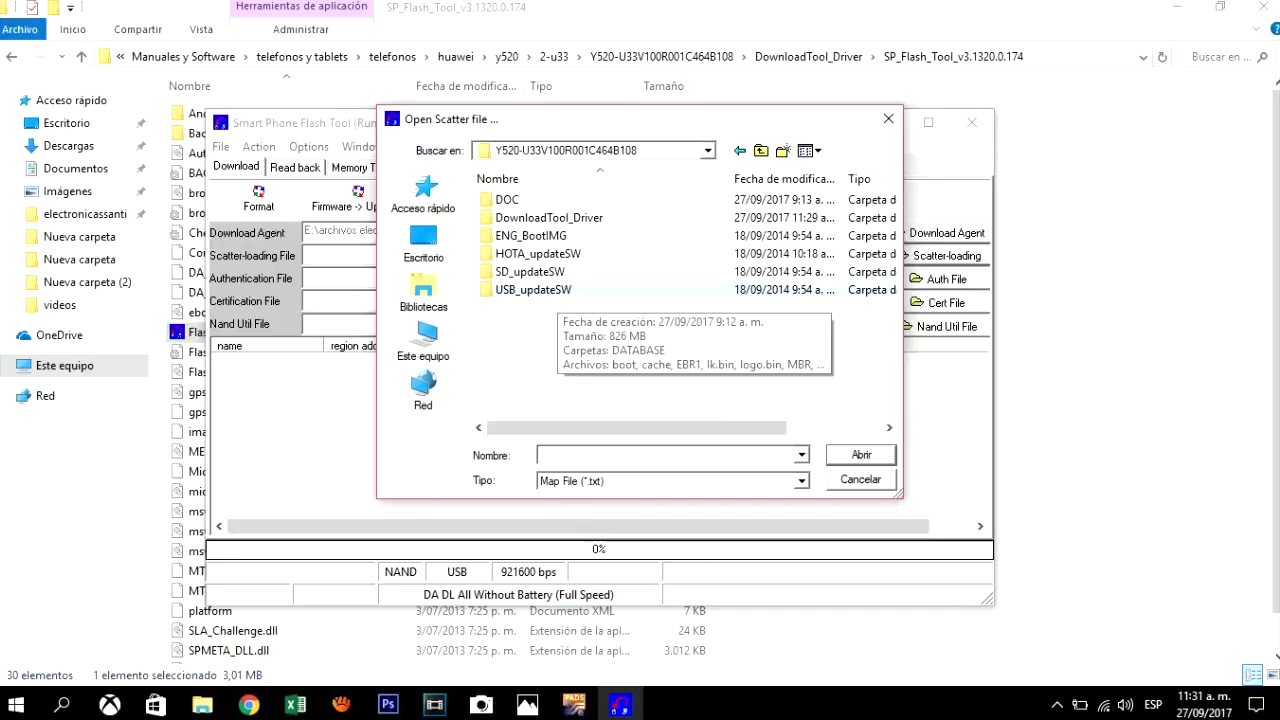 Herramientas de aplicación
SP_Flash_Tool_v3.1320.0.174
Archivo
Inicio
Compartir
Vista
Administrar
« Manuales y Software
telefonos y tablets
telefonos
huawei
y520
2-u33
Y520-U33V100R001C464B108
DownloadTool_Driver
SP_Flash_Tool_v3.1320.0.174
Buscar en ...
Nombre
Fecha de modifica...
Tipo
Tamaño
Acceso rápido
Escritorio
Descargas
Documentos
Imágenes
electronicassanti
Nueva carpeta
Nueva carpeta
Nueva carpeta (2)
videos
OneDrive
Este equipo
Red
Smart Phone Flash Tool (Run
File
Action
Options
Window
Download
Read back
Memory T
Format
Firmware -> Up
Download Agent
E:\archivos elec
Scatter-loading File
Authentication File
Certification File
Nand Util File
name
region add
Download Agent
Scatter-loading
Auth File
Cert File
Nand Util File
Open Scatter file ...
Buscar en:
Y520-U33V100R001C464B108
Acceso rápido
Escritorio
Bibliotecas
Este equipo
Red
Nombre
Fecha de modifica...
Tipo
DOC
27/09/2017 9:13 a. ...
Carpeta d
DownloadTool_Driver
27/09/2017 11:29 a...
Carpeta d
ENG_BootIMG
18/09/2014 9:54 a. ...
Carpeta d
HOTA_updateSW
18/09/2014 10:18 a...
Carpeta d
SD_updateSW
18/09/2014 9:54 a. ...
Carpeta d
USB_updateSW
18/09/2014 9:54 a. ...
Carpeta d
Fecha de creación: 27/09/2017 9:12 a. m.
Tamaño: 826 MB
Carpetas: DATABASE
Archivos: boot, cache, EBR1, lk.bin, logo.bin, MBR, ...
Nombre:
Abrir
Tipo:
Map File (*.txt)
Cancelar
0%
NAND
USB
921600 bps
DA DL All Without Battery (Full Speed)
platform
3/07/2013 7:25 p. m.
Documento XML
7 KB
SLA_Challenge.dll
3/07/2013 7:25 p. m.
Extensión de la apl...
24 KB
SPMETA_DLL.dll
3/07/2013 7:25 p. m.
Extensión de la apl...
3.012 KB
30 elementos
1 elemento seleccionado 3,01 MB
ESP
11:31 a. m.
27/09/2017